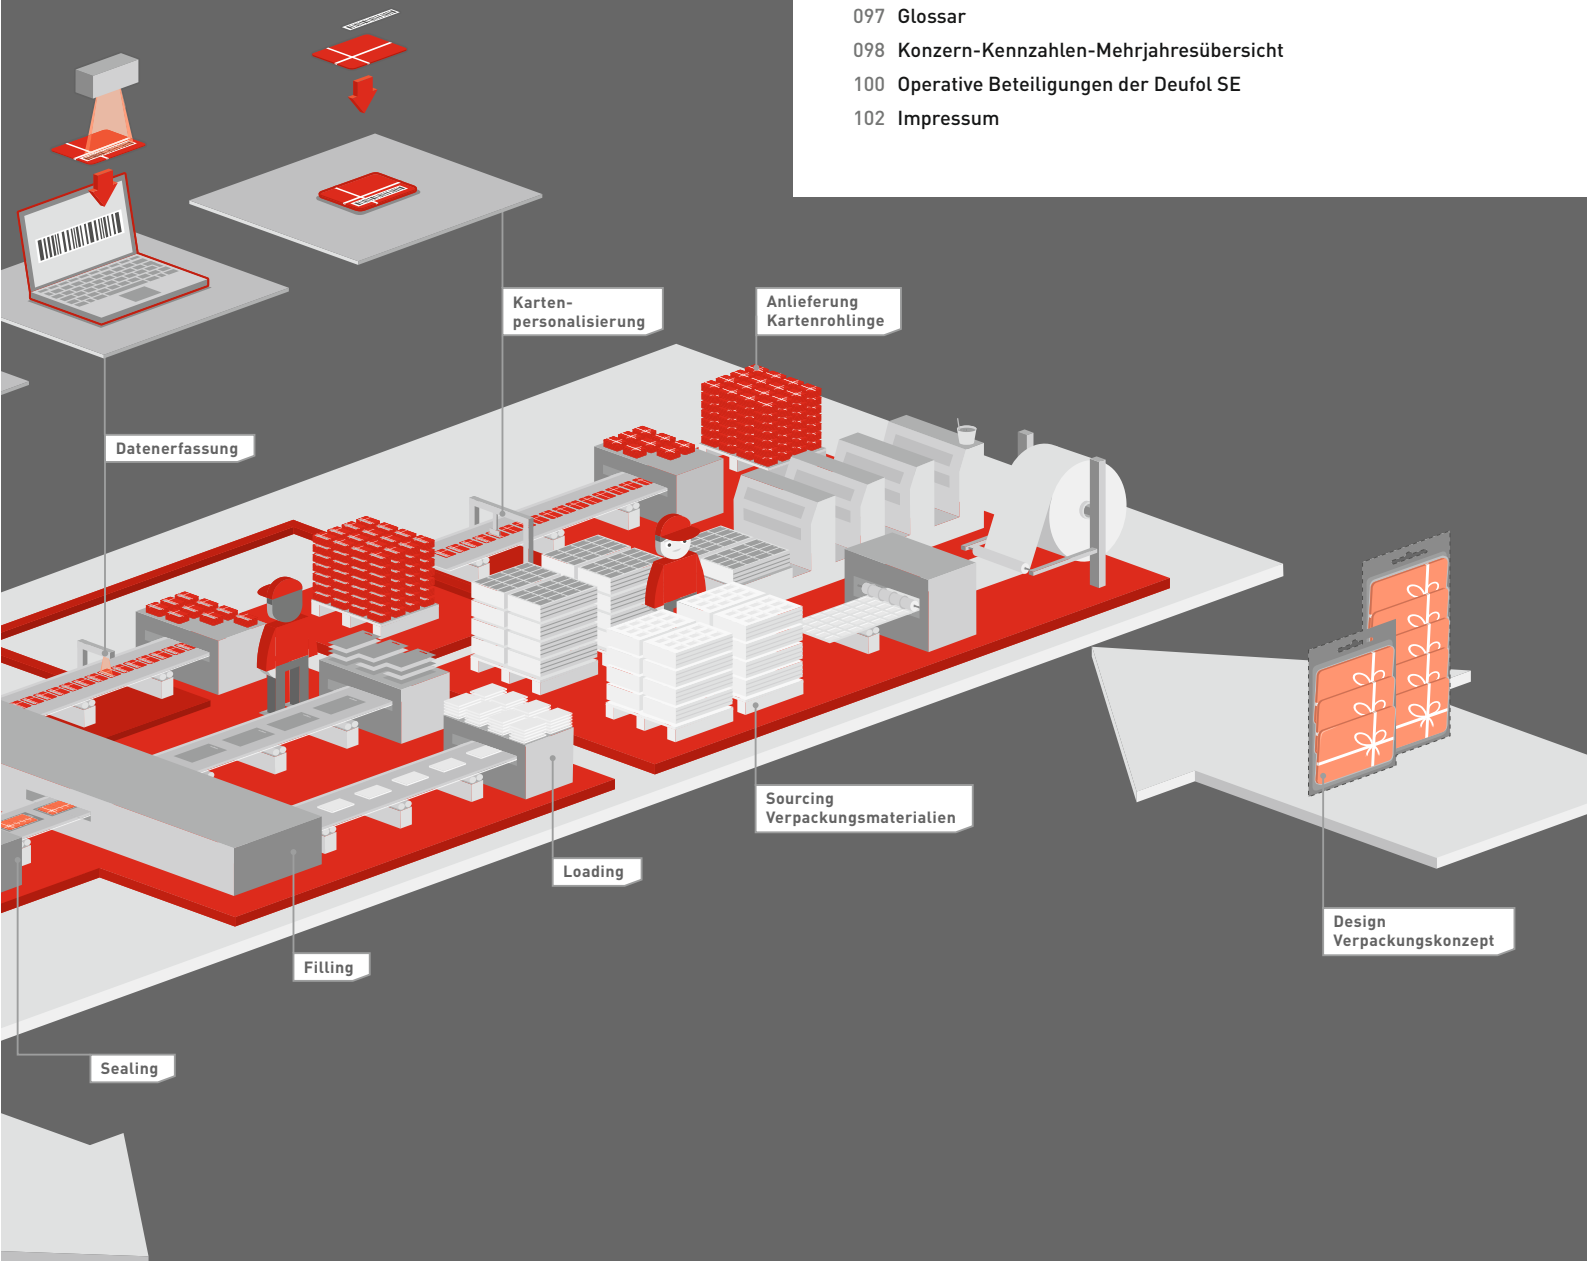 097 Glossar
098 Konzern-Kennzahlen-Mehrjahresübersicht
100 Operative Beteiligungen der Deufol SE
102 Impressum
Karten-
personalisierung
Anlieferung
Kartenrohlinge
Datenerfassung
Sourcing
Verpackungsmaterialien
Loading
Design
Verpackungskonzept
Filling
Sealing